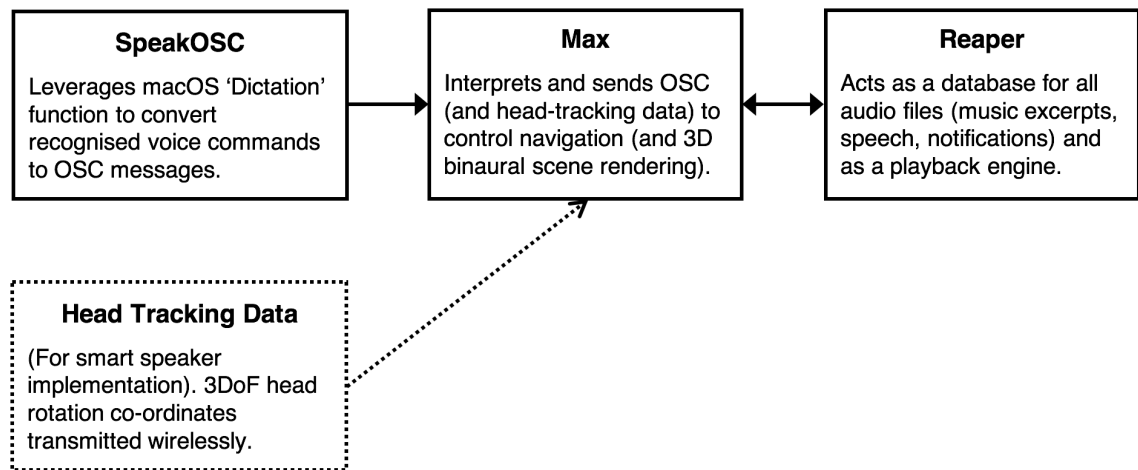 SpeakOSC
Leverages macOS ‘Dictation’
function to convert
recognised voice commands
to OSC messages.
Max
Interprets and sends OSC
(and head-tracking data) to
control navigation (and 3D
binaural scene rendering).
Reaper
Acts as a database for all
audio files (music excerpts,
speech, notifications) and
as a playback engine.
Head Tracking Data
(For smart speaker
implementation). 3DoF head
rotation co-ordinates
transmitted wirelessly.